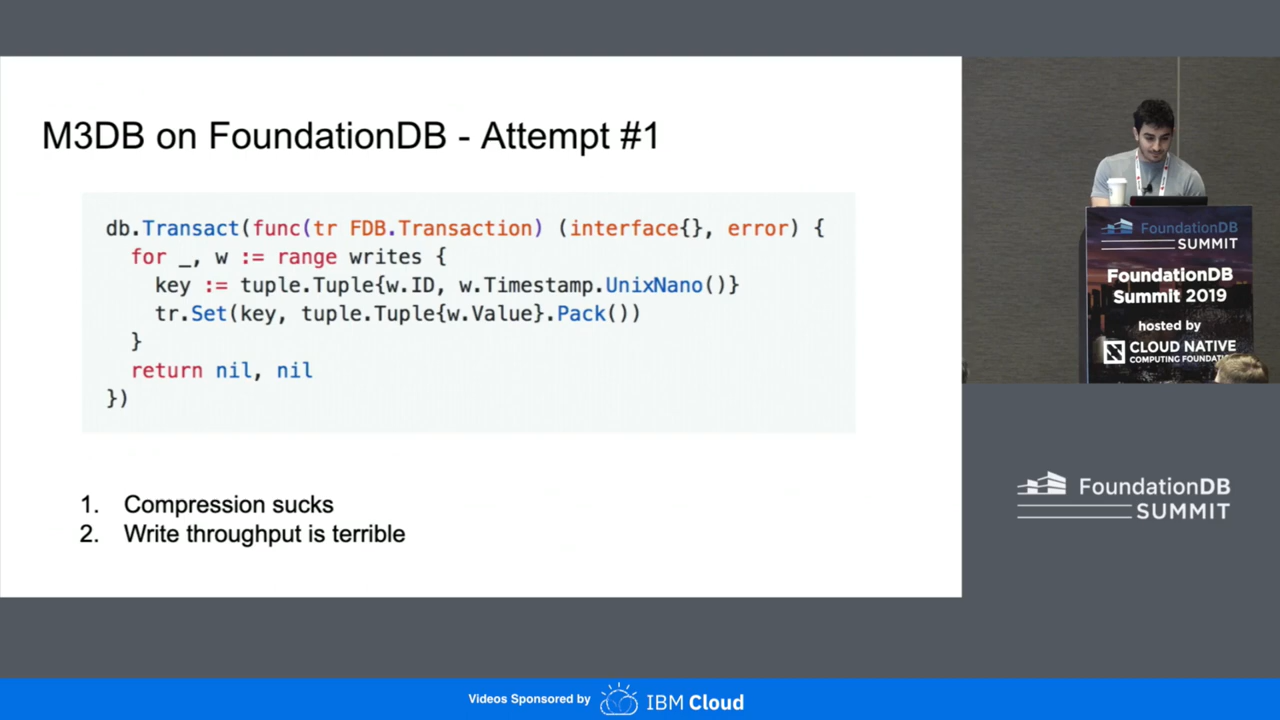 M3DB on FoundationDB - Attempt #1
db.Transact(func(tr FDB.Transaction) (interface{}, error) {
for _, w := range writes {
key := tuple.Tuple{w.ID, w.Timestamp.UnixNano()}
tr.Set(key, tuple.Tuple{w.Value}.Pack())
}
return nil, nil
})
1. Compression sucks
2. Write throughput is terrible
FoundationDB
SUMMIT
FoundationDB
Summit 2019
hosted by
CLOUD NATIVE
COMPUTING FOUNDATION
FoundationDB
SUMMIT
Videos Sponsored by IBM Cloud